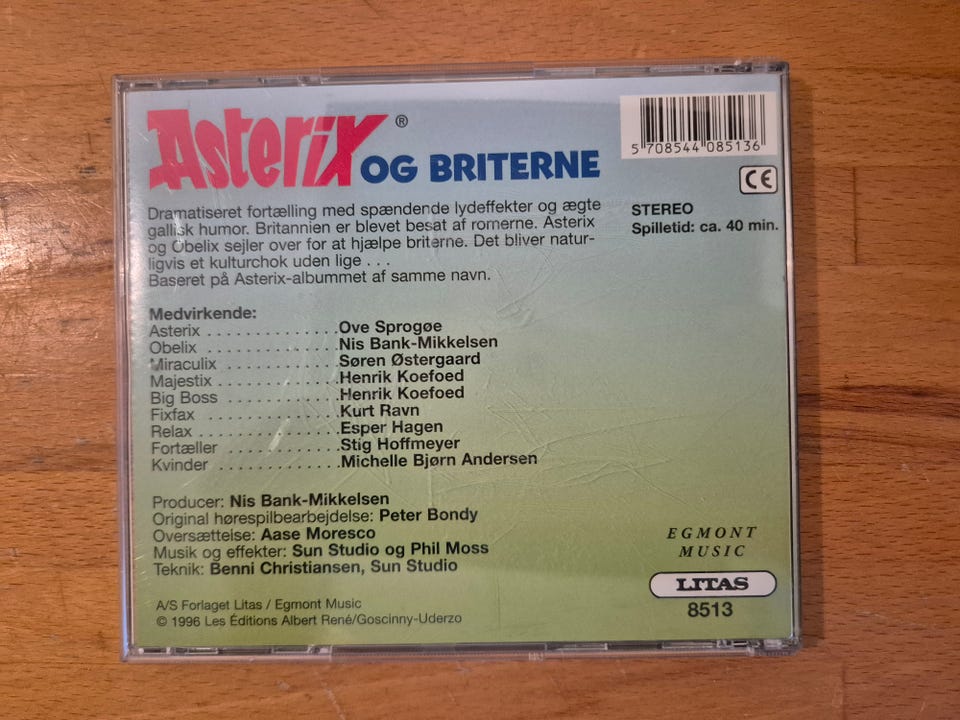 Asterix ® OG BRITERNE
5 708544 085136
CE
STEREO
Spilletid: ca. 40 min.
Dramatiseret fortælling med spændende lydeffekter og ægte
gallisk humor. Britannien er blevet besat af romerne. Asterix
og Obelix sejler over for at hjælpe briterne. Det bliver natur-
ligvis et kulturchok uden lige . . .
Baseret på Asterix-albummet af samme navn.
Medvirkende:
Asterix . . . . . . . . . . . . . . .Ove Sprogøe
Obelix . . . . . . . . . . . . . . .Nis Bank-Mikkelsen
Miraculix . . . . . . . . . . . . .Søren Østergaard
Majestix . . . . . . . . . . . . . .Henrik Koefoed
Big Boss . . . . . . . . . . . . .Henrik Koefoed
Fixfax . . . . . . . . . . . . . . . .Kurt Ravn
Relax . . . . . . . . . . . . . . . .Esper Hagen
Fortæller . . . . . . . . . . . . .Stig Hoffmeyer
Kvinder . . . . . . . . . . . . . .Michelle Bjørn Andersen
Producer: Nis Bank-Mikkelsen
Original hørespilbearbejdelse: Peter Bondy
Oversættelse: Aase Moresco
Musik og effekter: Sun Studio og Phil Moss
Teknik: Benni Christiansen, Sun Studio
A/S Forlaget Litas / Egmont Music
© 1996 Les Éditions Albert René/Goscinny-Uderzo
EGMONT
MUSIC
LITAS
8513